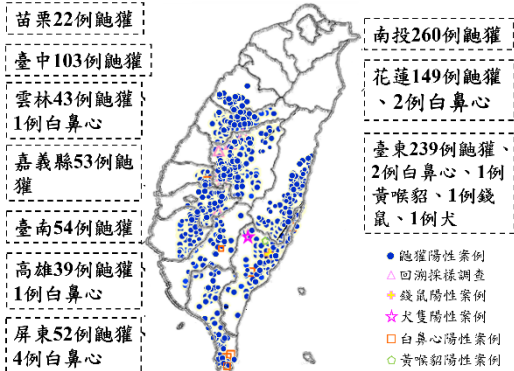 苗栗22例鼬獾
臺中103例鼬獾
雲林43例鼬獾
1例白鼻心
嘉義縣53例鼬
獾
臺南54例鼬獾
高雄39例鼬獾
1例白鼻心
屏東52例鼬獾
4例白鼻心
南投260例鼬獾
花蓮149例鼬獾
、2例白鼻心
臺東239例鼬獾、
2例白鼻心、1例
黃喉貂、1例錢
鼠、1例犬
鼬獾陽性案例
回溯採樣調查
錢鼠陽性案例
犬隻陽性案例
白鼻心陽性案例
黃喉貂陽性案例